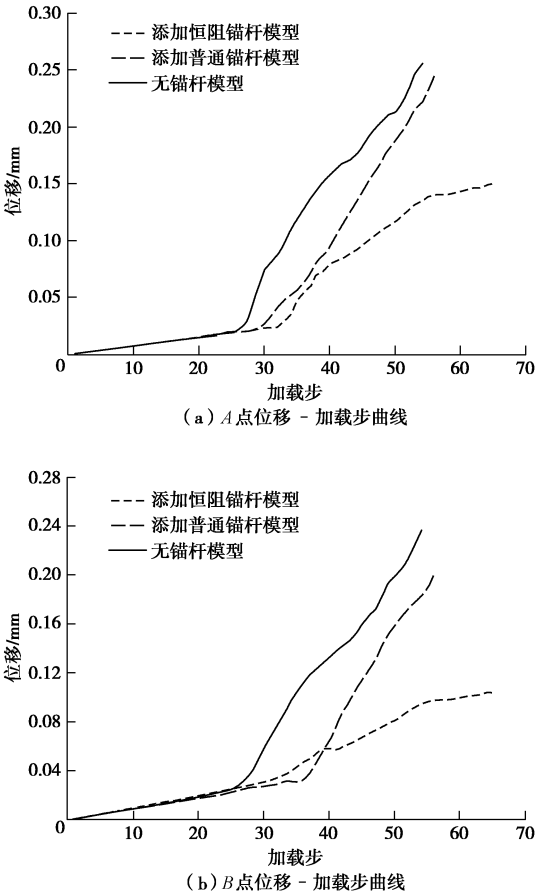 0.30
0.25
0.20
0.15
0.10
0.05
0
位移/mm
添加恒阻锚杆模型
添加普通锚杆模型
无锚杆模型
10 20 30 40 50 60 70
加载步
（a）A点位移－加载步曲线
0.28
0.24
0.20
0.16
0.12
0.08
0.04
0
位移/mm
添加恒阻锚杆模型
添加普通锚杆模型
无锚杆模型
10 20 30 40 50 60 70
加载步
（b）B点位移－加载步曲线